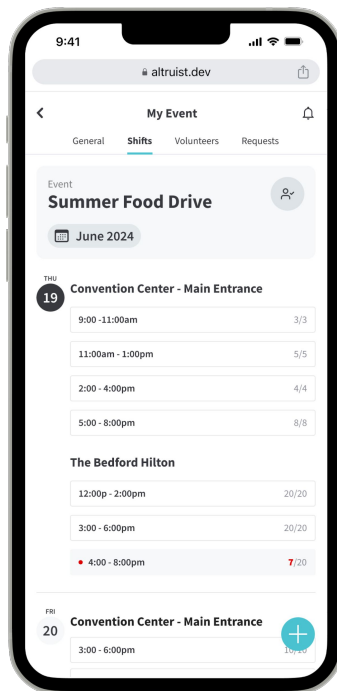 9:41
altruist.dev
My Event
General Shifts Volunteers Requests
Event
Summer Food Drive
June 2024
THU
19
Convention Center - Main Entrance
9:00 -11:00am 3/3
11:00am - 1:00pm 5/5
2:00 - 4:00pm 4/4
5:00 - 8:00pm 8/8
The Bedford Hilton
12:00p - 2:00pm 20/20
3:00 - 6:00pm 20/20
4:00 - 8:00pm 7/20
FRI
20
Convention Center - Main Entrance
3:00 - 6:00pm